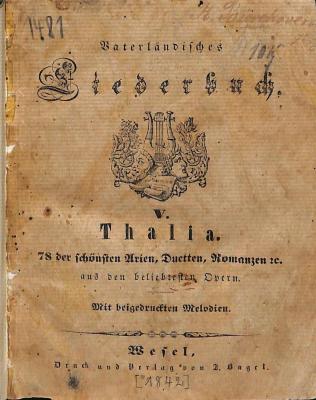 1481
Vaterländisches
Liederbuch.
V.
Thalia.
78 der schönsten Arien, Duetten, Romanzen ꝛc.
aus den beliebtesten Opern.
Mit beigedruckten Melodien.
Wesel,
Druck und Verlag von J. Bagel.
[1842]